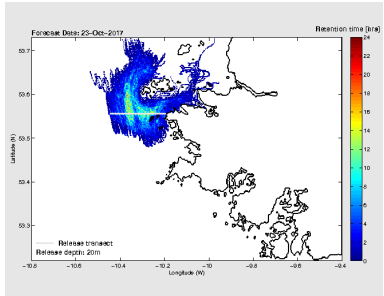 Forecast Date: 23-Oct-2017
Retention time [hrs]
53.7
53.6
53.5
53.4
53.3
Latitude (N)
Release transect
Release depth: 20m
-10.8 -10.6 -10.4 -10.2 -10 -9.8 -9.6 -9.4
Longitude (W)
24
22
20
18
16
14
12
10
8
6
4
2
0